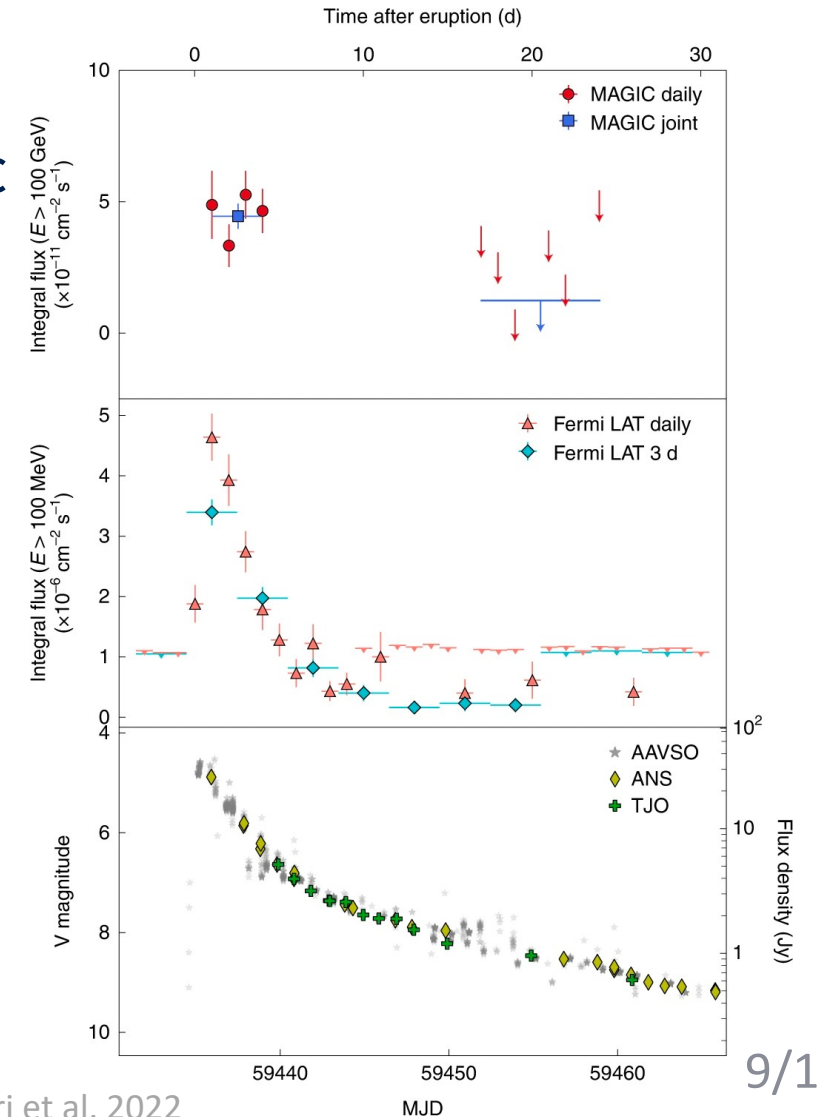 Time after eruption (d)
0 10 20 30
10
5
0
Integral flux (E > 100 GeV)
(×10⁻¹¹ cm⁻² s⁻¹)
MAGIC daily
MAGIC joint
5
4
3
2
1
0
Integral flux (E > 100 MeV)
(×10⁻⁶ cm⁻² s⁻¹)
Fermi LAT daily
Fermi LAT 3 d
4
6
8
10
V magnitude
AAVSO
ANS
TJO
10²
10
1
Flux density (Jy)
59440 59450 59460
MJD
9/1
ri et al. 2022